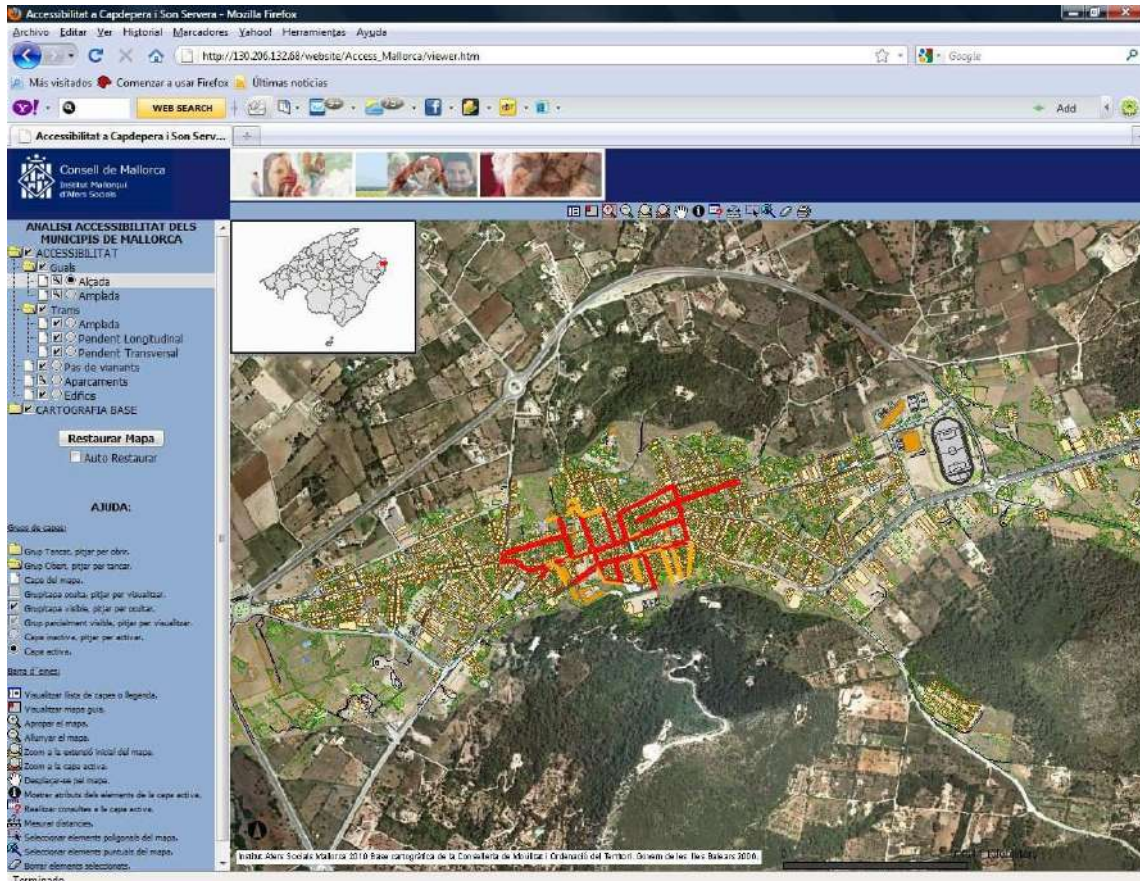 Accessibilitat a Capdepera i Son Servera - Mozilla Firefox
Archivo Editar Ver Historial Marcadores Yahoo! Herramientas Ayuda
http://130.206.132.68/website/Access_Mallorca/viewer.htm
Google
Más visitados Comenzar a usar Firefox Últimas noticias
WEB SEARCH
Add
Accessibilitat a Capdepera i Son Serv...
Consell de Mallorca
Institut Mallorquí
d'Afers Socials
ANALISI ACCESSIBILITAT DELS
MUNICIPIS DE MALLORCA
ACCESSIBILITAT
Guals
Alçada
Amplada
Trams
Amplada
Pendent Longitudinal
Pendent Transversal
Pas de vianants
Aparcaments
Edificis
CARTOGRAFIA BASE
Restaurar Mapa
Auto Restaurar
AJUDA:
Grups de capes:
Grup Tancat, pitjar per obrir.
Grup Obert, pitjar per tancar.
Capa del mapa.
Grup/capa oculta, pitjar per visualitzar.
Grup/capa visible, pitjar per ocultar.
Grup parcialment visible, pitjar per visualitzar.
Capa inactiva, pitjar per activar.
Capa activa.
Barra d'eines:
Visualitzar llista de capes o llegenda.
Visualitzar mapa guia.
Apropar el mapa.
Allunyar el mapa.
Zoom a la extensió inicial del mapa.
Zoom a la capa activa.
Desplaçar-se pel mapa.
Mostrar atributs dels elements de la capa activa.
Realitzar consultes a la capa activa.
Mesurar distancies.
Seleccionar elements poligonals del mapa.
Seleccionar elements puntuals del mapa.
Borrar elements seleccionats.
Institut Afers Socials Mallorca 2010 Base cartogràfica de la Conselleria de Mobilitat i Ordenació del Territori. Govern de les Illes Balears 2006.
Terminado